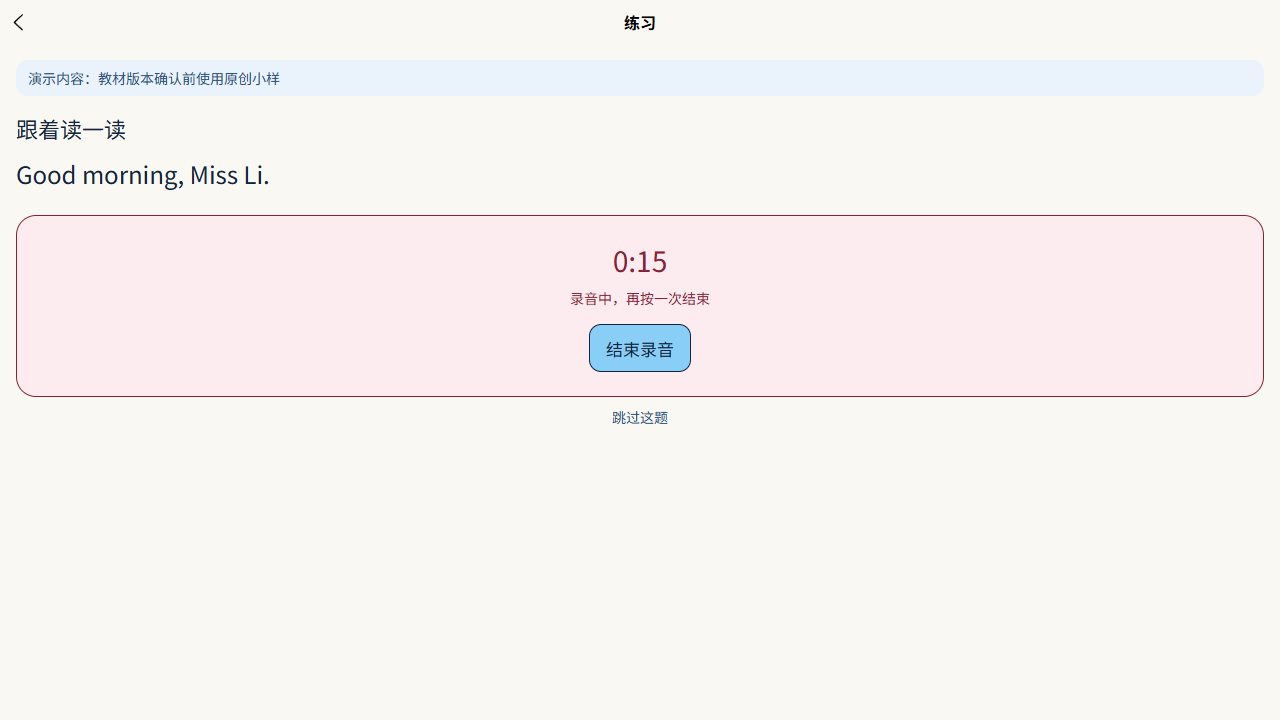 练习
演示内容：教材版本确认前使用原创小样
跟着读一读
Good morning, Miss Li.
0:15
录音中，再按一次结束
结束录音
跳过这题